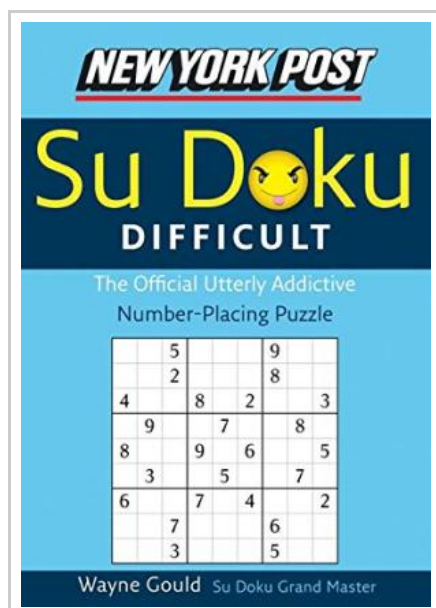 NEW YORK POST
Su Doku
DIFFICULT
The Official Utterly Addictive
Number-Placing Puzzle
5 9
2 8
4 8 2 3
9 7 8
8 9 6 5
3 5 7
6 7 4 2
7 6
3 5
Wayne Gould Su Doku Grand Master